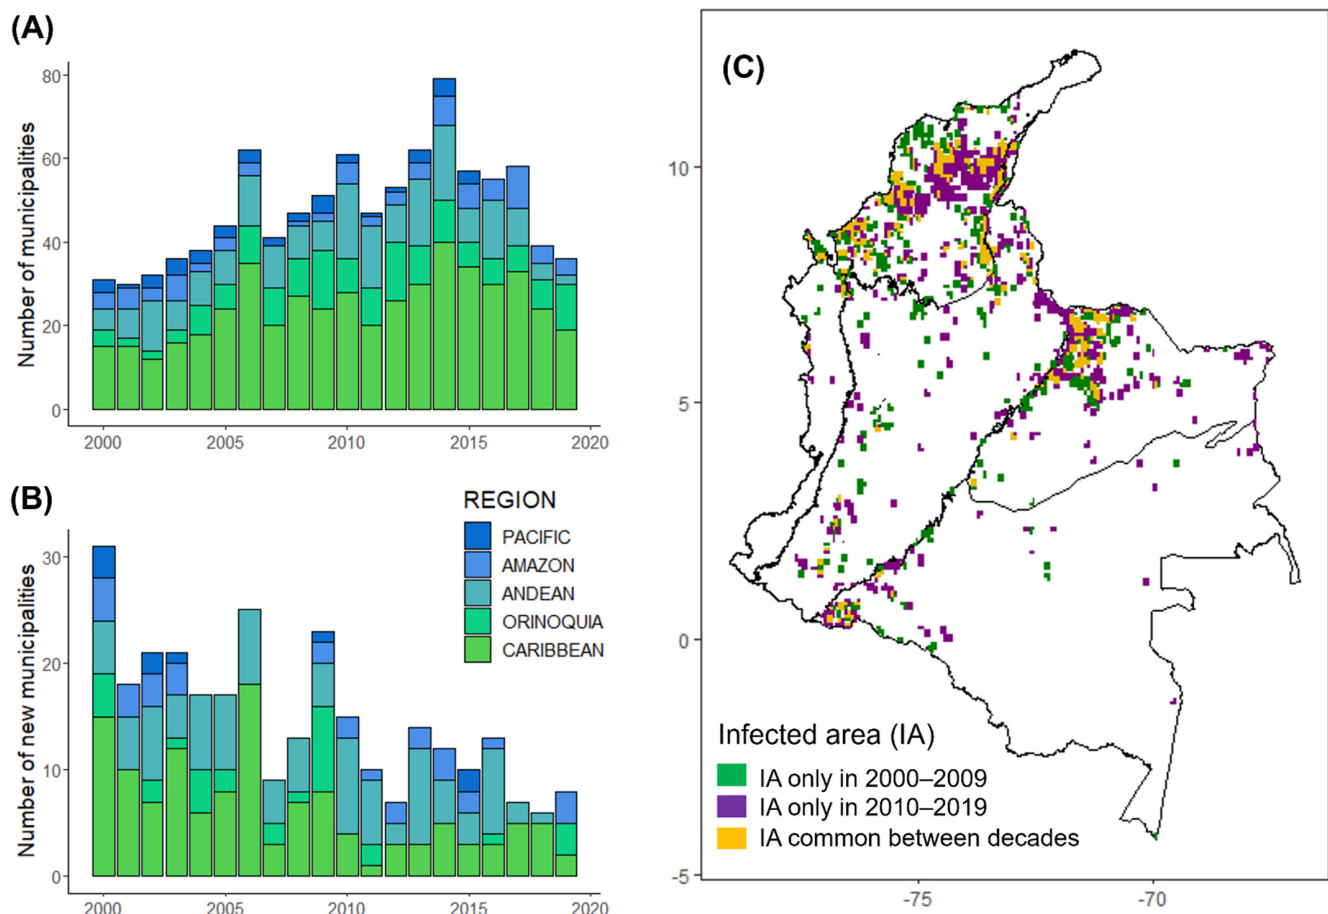 (A)
Number of municipalities
80
60
40
20
0
2000 2005 2010 2015 2020
(B)
Number of new municipalities
30
20
10
0
2000 2005 2010 2015 2020
REGION
PACIFIC
AMAZON
ANDEAN
ORINOQUIA
CARIBBEAN
(C)
10
5
0
-5
-75 -70
Infected area (IA)
IA only in 2000–2009
IA only in 2010–2019
IA common between decades